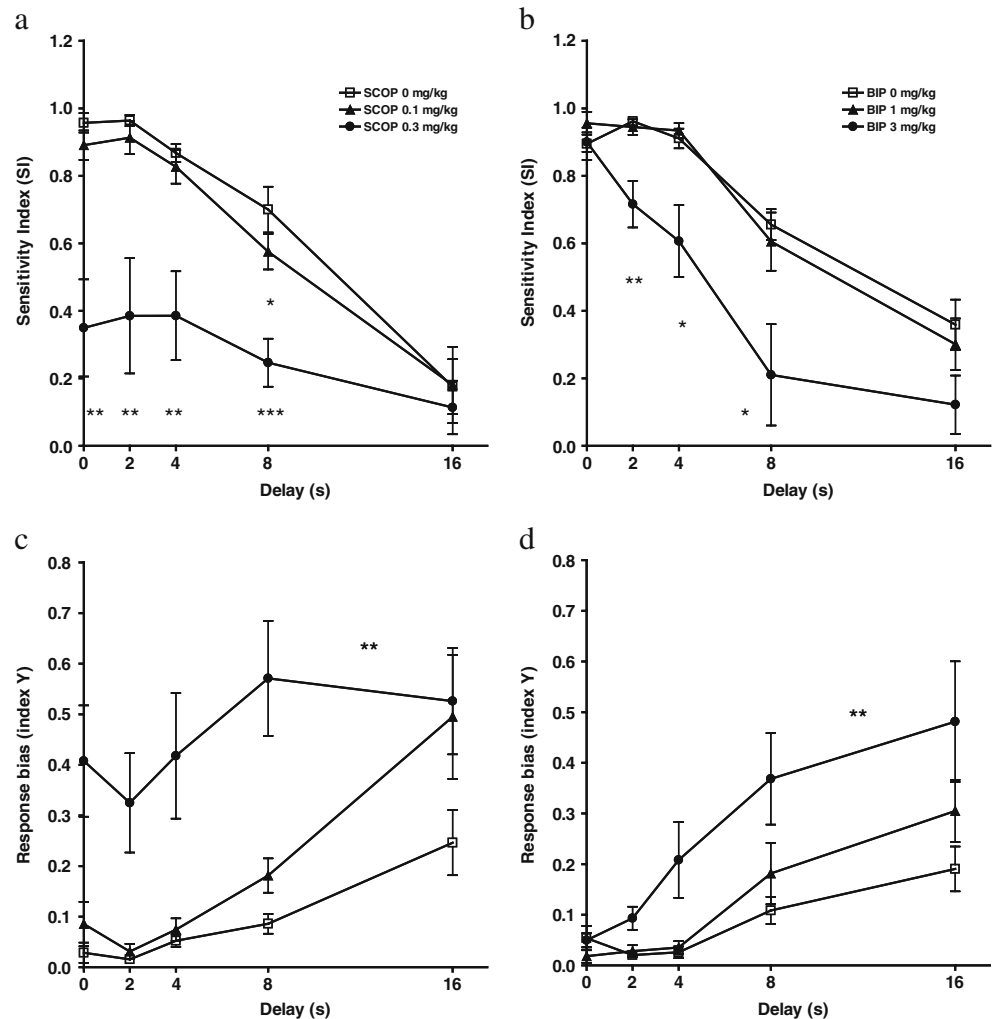 a
1.2
1.0
0.8
0.6
0.4
0.2
0.0
Sensitivity Index (SI)
SCOP 0 mg/kg
SCOP 0.1 mg/kg
SCOP 0.3 mg/kg
*
** ** ** ***
0 2 4 8 16
Delay (s)
b
1.2
1.0
0.8
0.6
0.4
0.2
0.0
Sensitivity Index (SI)
BIP 0 mg/kg
BIP 1 mg/kg
BIP 3 mg/kg
**
*
*
0 2 4 8 16
Delay (s)
c
0.8
0.7
0.6
0.5
0.4
0.3
0.2
0.1
0.0
Response bias (index Y)
**
0 2 4 8 16
Delay (s)
d
0.8
0.7
0.6
0.5
0.4
0.3
0.2
0.1
0.0
Response bias (index Y)
**
0 2 4 8 16
Delay (s)